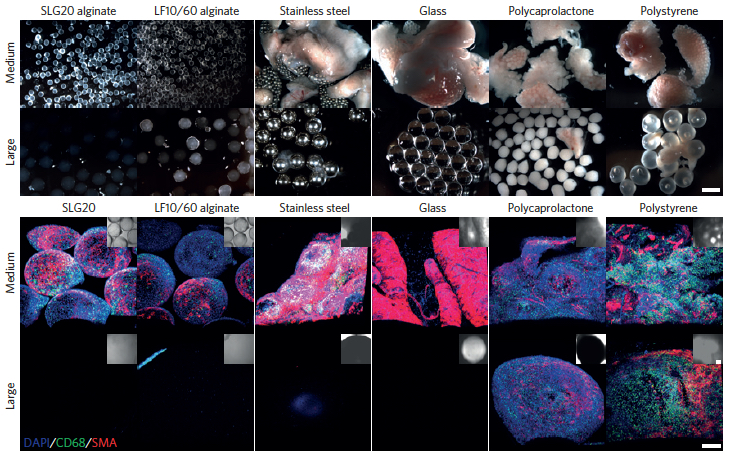 SLG20 alginate LF10/60 alginate Stainless steel Glass Polycaprolactone Polystyrene
Medium
Large
SLG20 LF10/60 alginate Stainless steel Glass Polycaprolactone Polystyrene
Medium
Large
DAPI/CD68/SMA